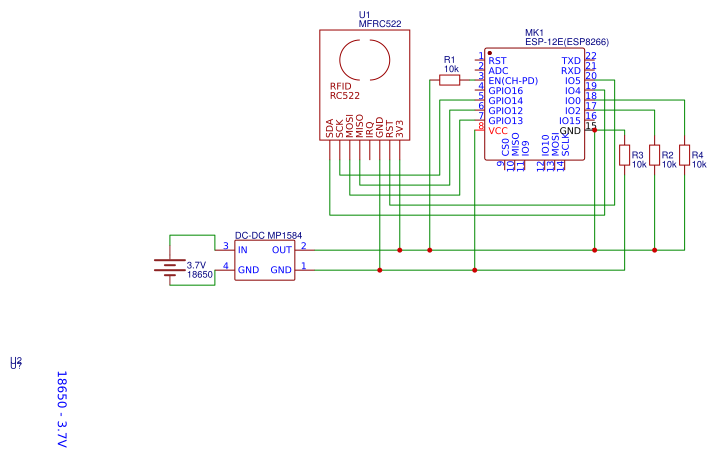 U1
MFRC522
RFID
RC522
SDA
SCK
MOSI
MISO
IRQ
GND
RST
3V3
R1
10k
MK1
ESP-12E(ESP8266)
1 RST
2 ADC
3 EN(CH-PD)
4 GPIO16
5 GPIO14
6 GPIO12
7 GPIO13
8 VCC
TXD 22
RXD 21
IO5 20
IO4 19
IO0 18
IO2 17
IO15 16
GND 15
CS0 9
MISO 10
IO9 11
IO10 12
MOSI 13
SCLK 14
R3
10k
R2
10k
R4
10k
DC-DC MP1584
3 IN
OUT 2
4 GND
GND 1
3.7V
18650
U2
U?
18650 - 3.7V